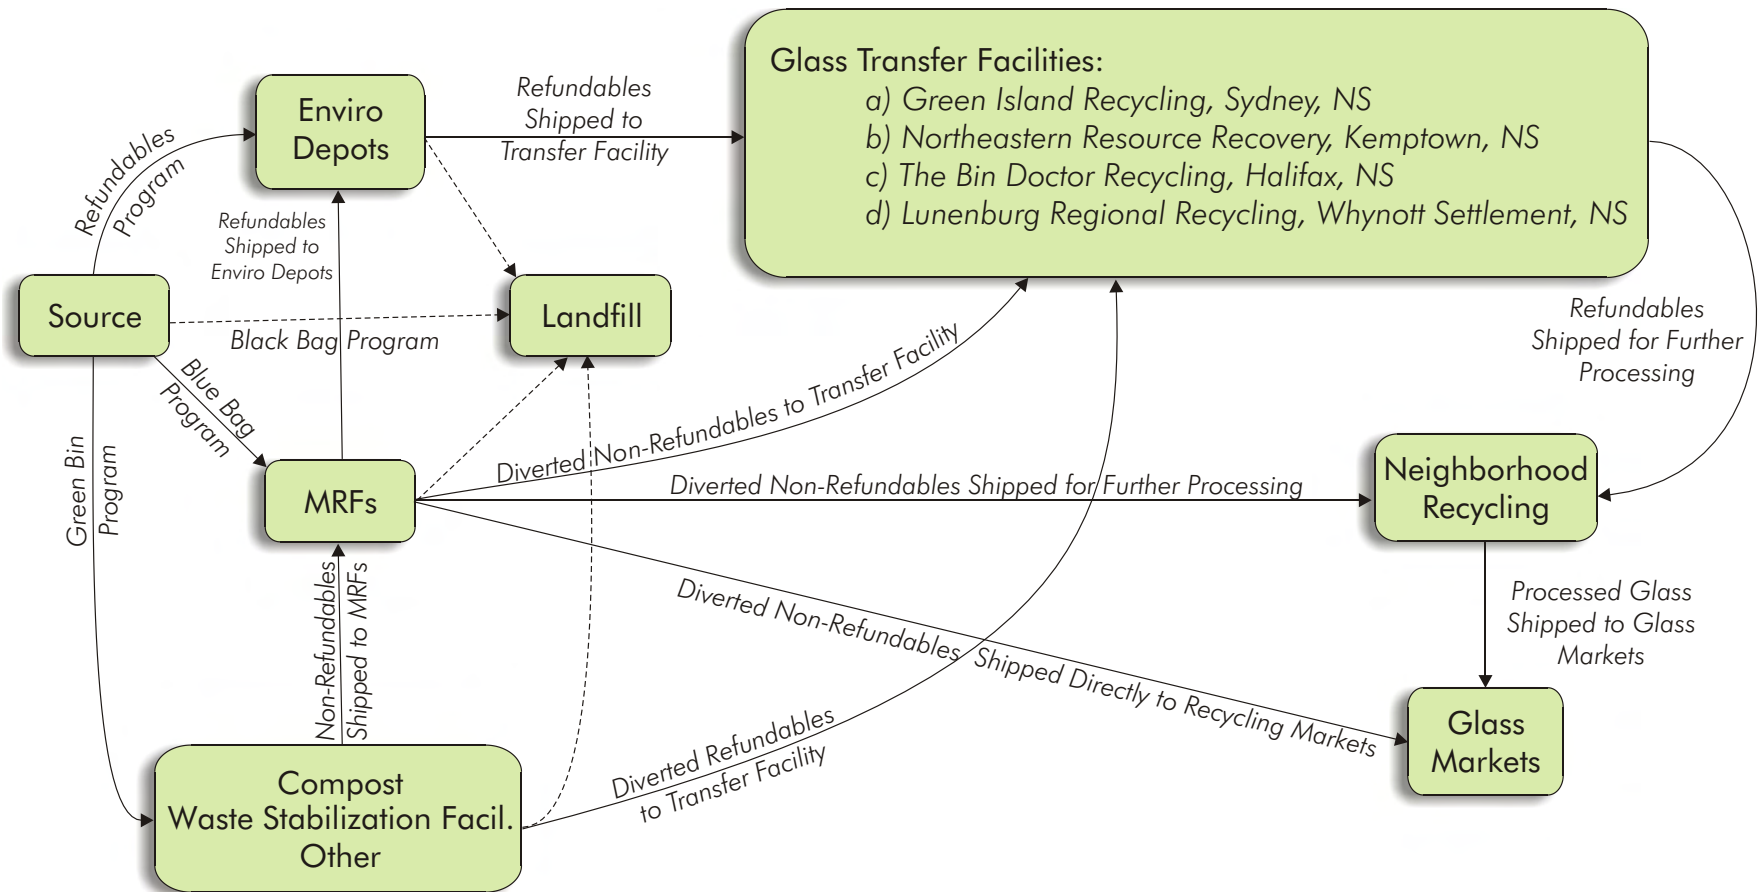 Glass Transfer Facilities:
a) Green Island Recycling, Sydney, NS
b) Northeastern Resource Recovery, Kemptown, NS
c) The Bin Doctor Recycling, Halifax, NS
d) Lunenburg Regional Recycling, Whynott Settlement, NS
Enviro
Depots
Refundables
Shipped to
Transfer Facility
Refundables
Program
Refundables
Shipped to
Enviro Depots
Source
Landfill
Black Bag Program
Refundables
Shipped for Further
Processing
Blue Bag
Program
Diverted Non-Refundables to Transfer Facility
Green Bin
Program
MRFs
Diverted Non-Refundables Shipped for Further Processing
Neighborhood
Recycling
Non-Refundables
Shipped to MRFs
Diverted Non-Refundables Shipped Directly to Recycling Markets
Processed Glass
Shipped to Glass
Markets
Glass
Markets
Diverted Refundables
to Transfer Facility
Compost
Waste Stabilization Facil.
Other